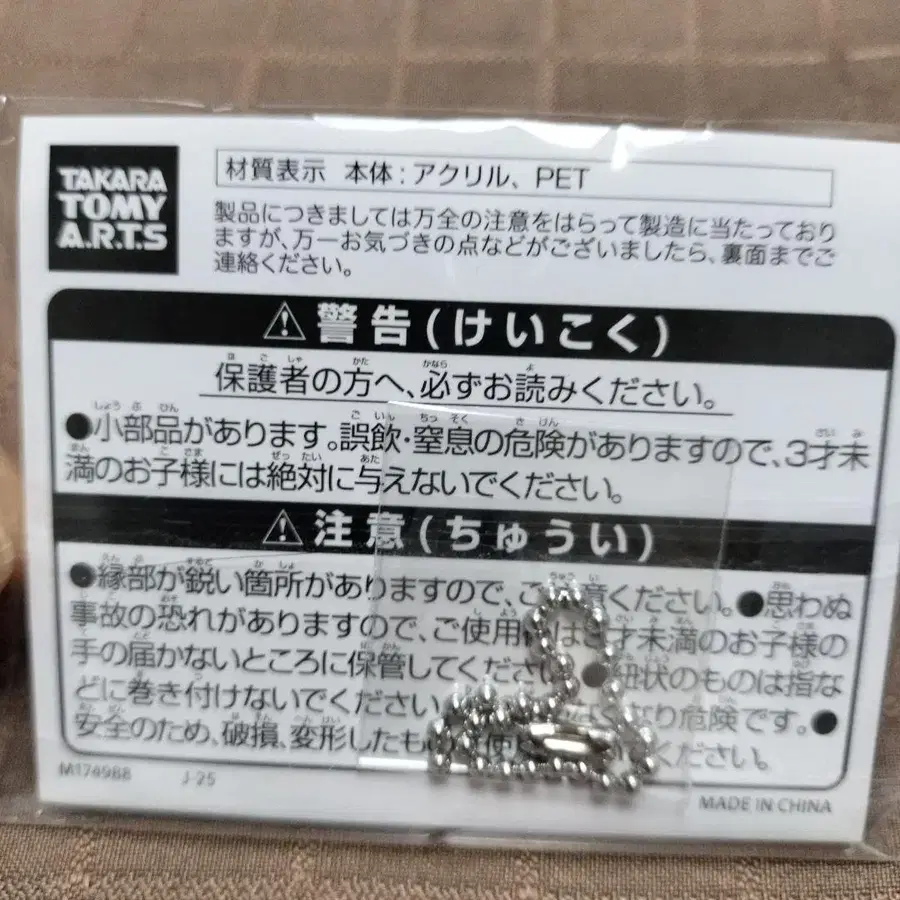 TAKARA
TOMY
A.R.T.S
材質表示 本体：アクリル、PET
製品につきましては万全の注意をはらって製造に当たっており
ますが、万一お気づきの点などがございましたら、裏面までご
連絡ください。
警告(けいこく)
保護者の方へ、必ずお読みください。
●小部品があります。誤飲・窒息の危険がありますので、3才未
満のお子様には絶対に与えないでください。
注意(ちゅうい)
●縁部が鋭い箇所がありますので、ご注意ください。●思わぬ
事故の恐れがありますので、ご使用 は3才未満のお子様の
手の届かないところに保管してください ●紐状のものは指な
どに巻き付けないでください なり危険です。●
安全のため、破損、変形したもの 使 ください。
M174988 J-25
MADE IN CHINA